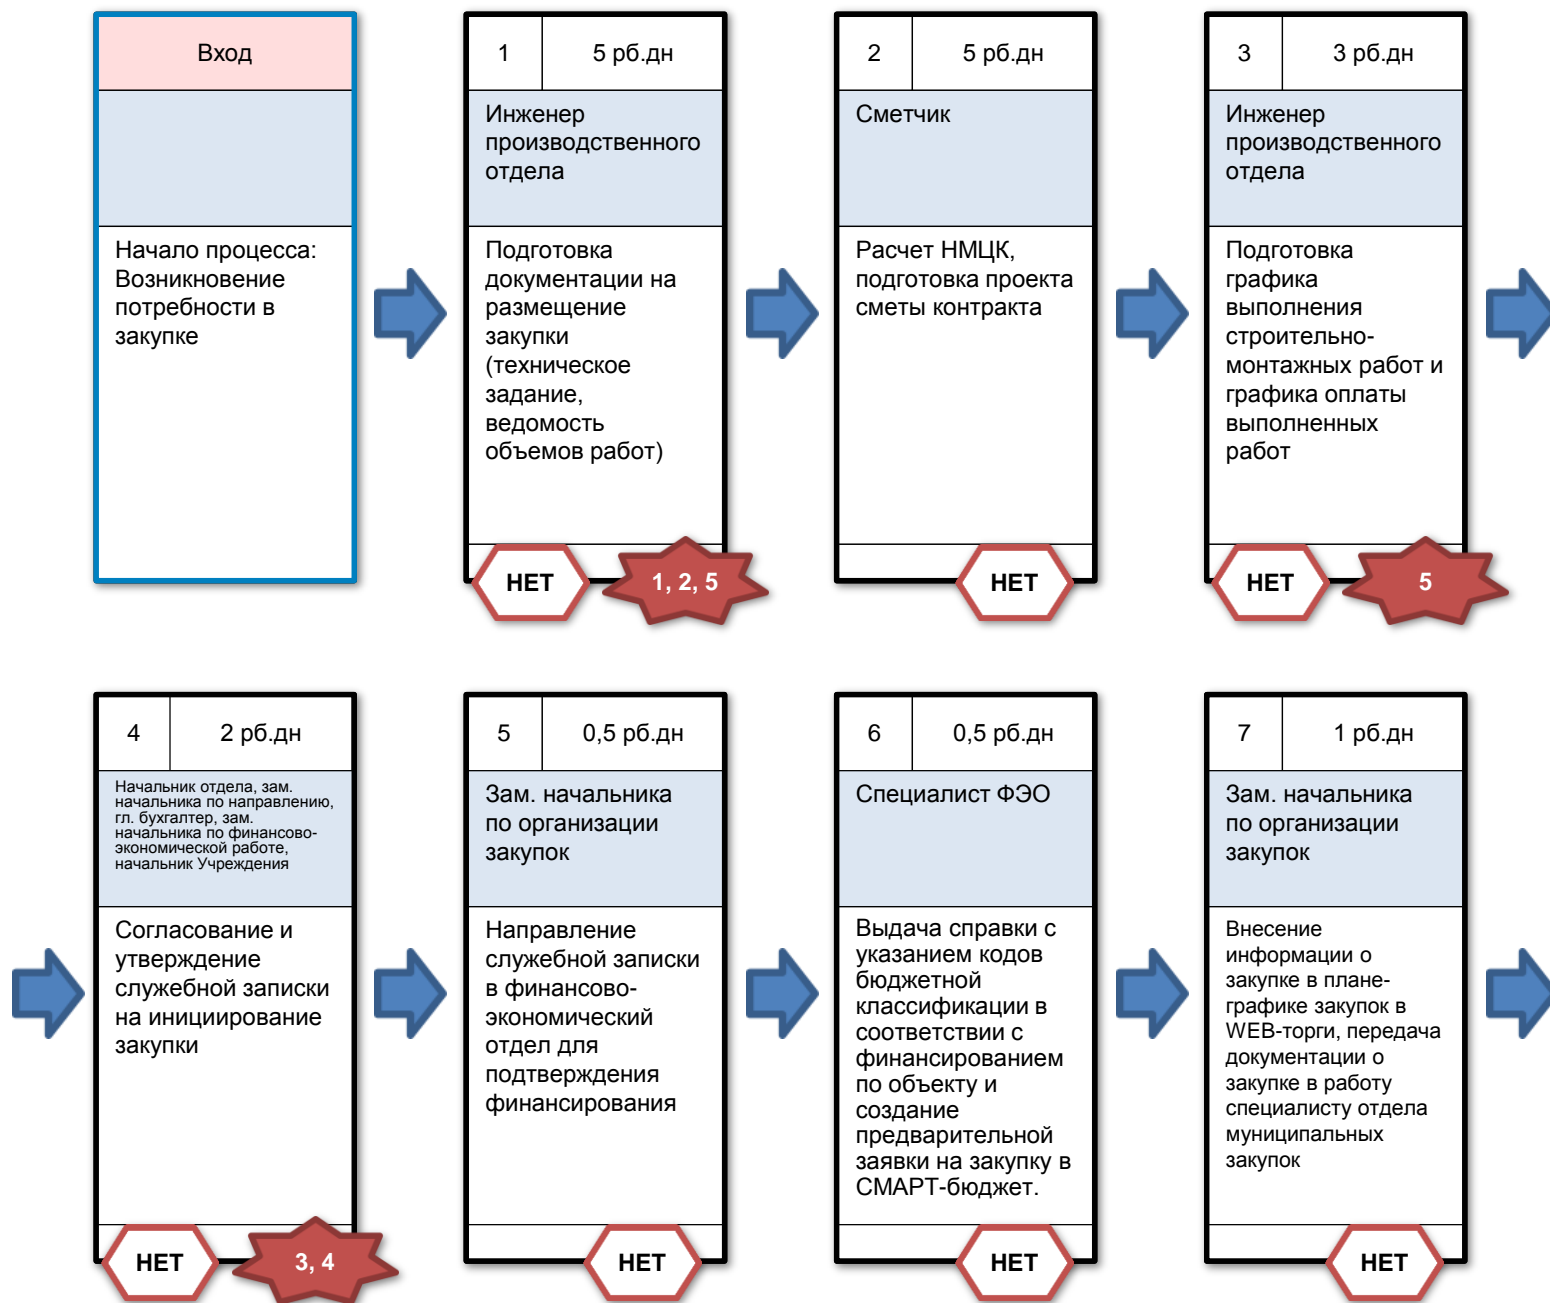 Вход
Начало процесса:
Возникновение
потребности в
закупке
1
5 рб.дн
Инженер
производственного
отдела
Подготовка
документации на
размещение
закупки
(техническое
задание,
ведомость
объемов работ)
НЕТ
1, 2, 5
2
5 рб.дн
Сметчик
Расчет НМЦК,
подготовка проекта
сметы контракта
НЕТ
3
3 рб.дн
Инженер
производственного
отдела
Подготовка
графика
выполнения
строительно-
монтажных работ и
графика оплаты
выполненных
работ
НЕТ
5
4
2 рб.дн
Начальник отдела, зам.
начальника по направлению,
гл. бухгалтер, зам.
начальника по финансово-
экономической работе,
начальник Учреждения
Согласование и
утверждение
служебной записки
на инициирование
закупки
НЕТ
3, 4
5
0,5 рб.дн
Зам. начальника
по организации
закупок
Направление
служебной записки
в финансово-
экономический
отдел для
подтверждения
финансирования
НЕТ
6
0,5 рб.дн
Специалист ФЭО
Выдача справки с
указанием кодов
бюджетной
классификации в
соответствии с
финансированием
по объекту и
создание
предварительной
заявки на закупку в
СМАРТ-бюджет.
НЕТ
7
1 рб.дн
Зам. начальника
по организации
закупок
Внесение
информации о
закупке в плане-
графике закупок в
WEB-торги, передача
документации о
закупке в работу
специалисту отдела
муниципальных
закупок
НЕТ